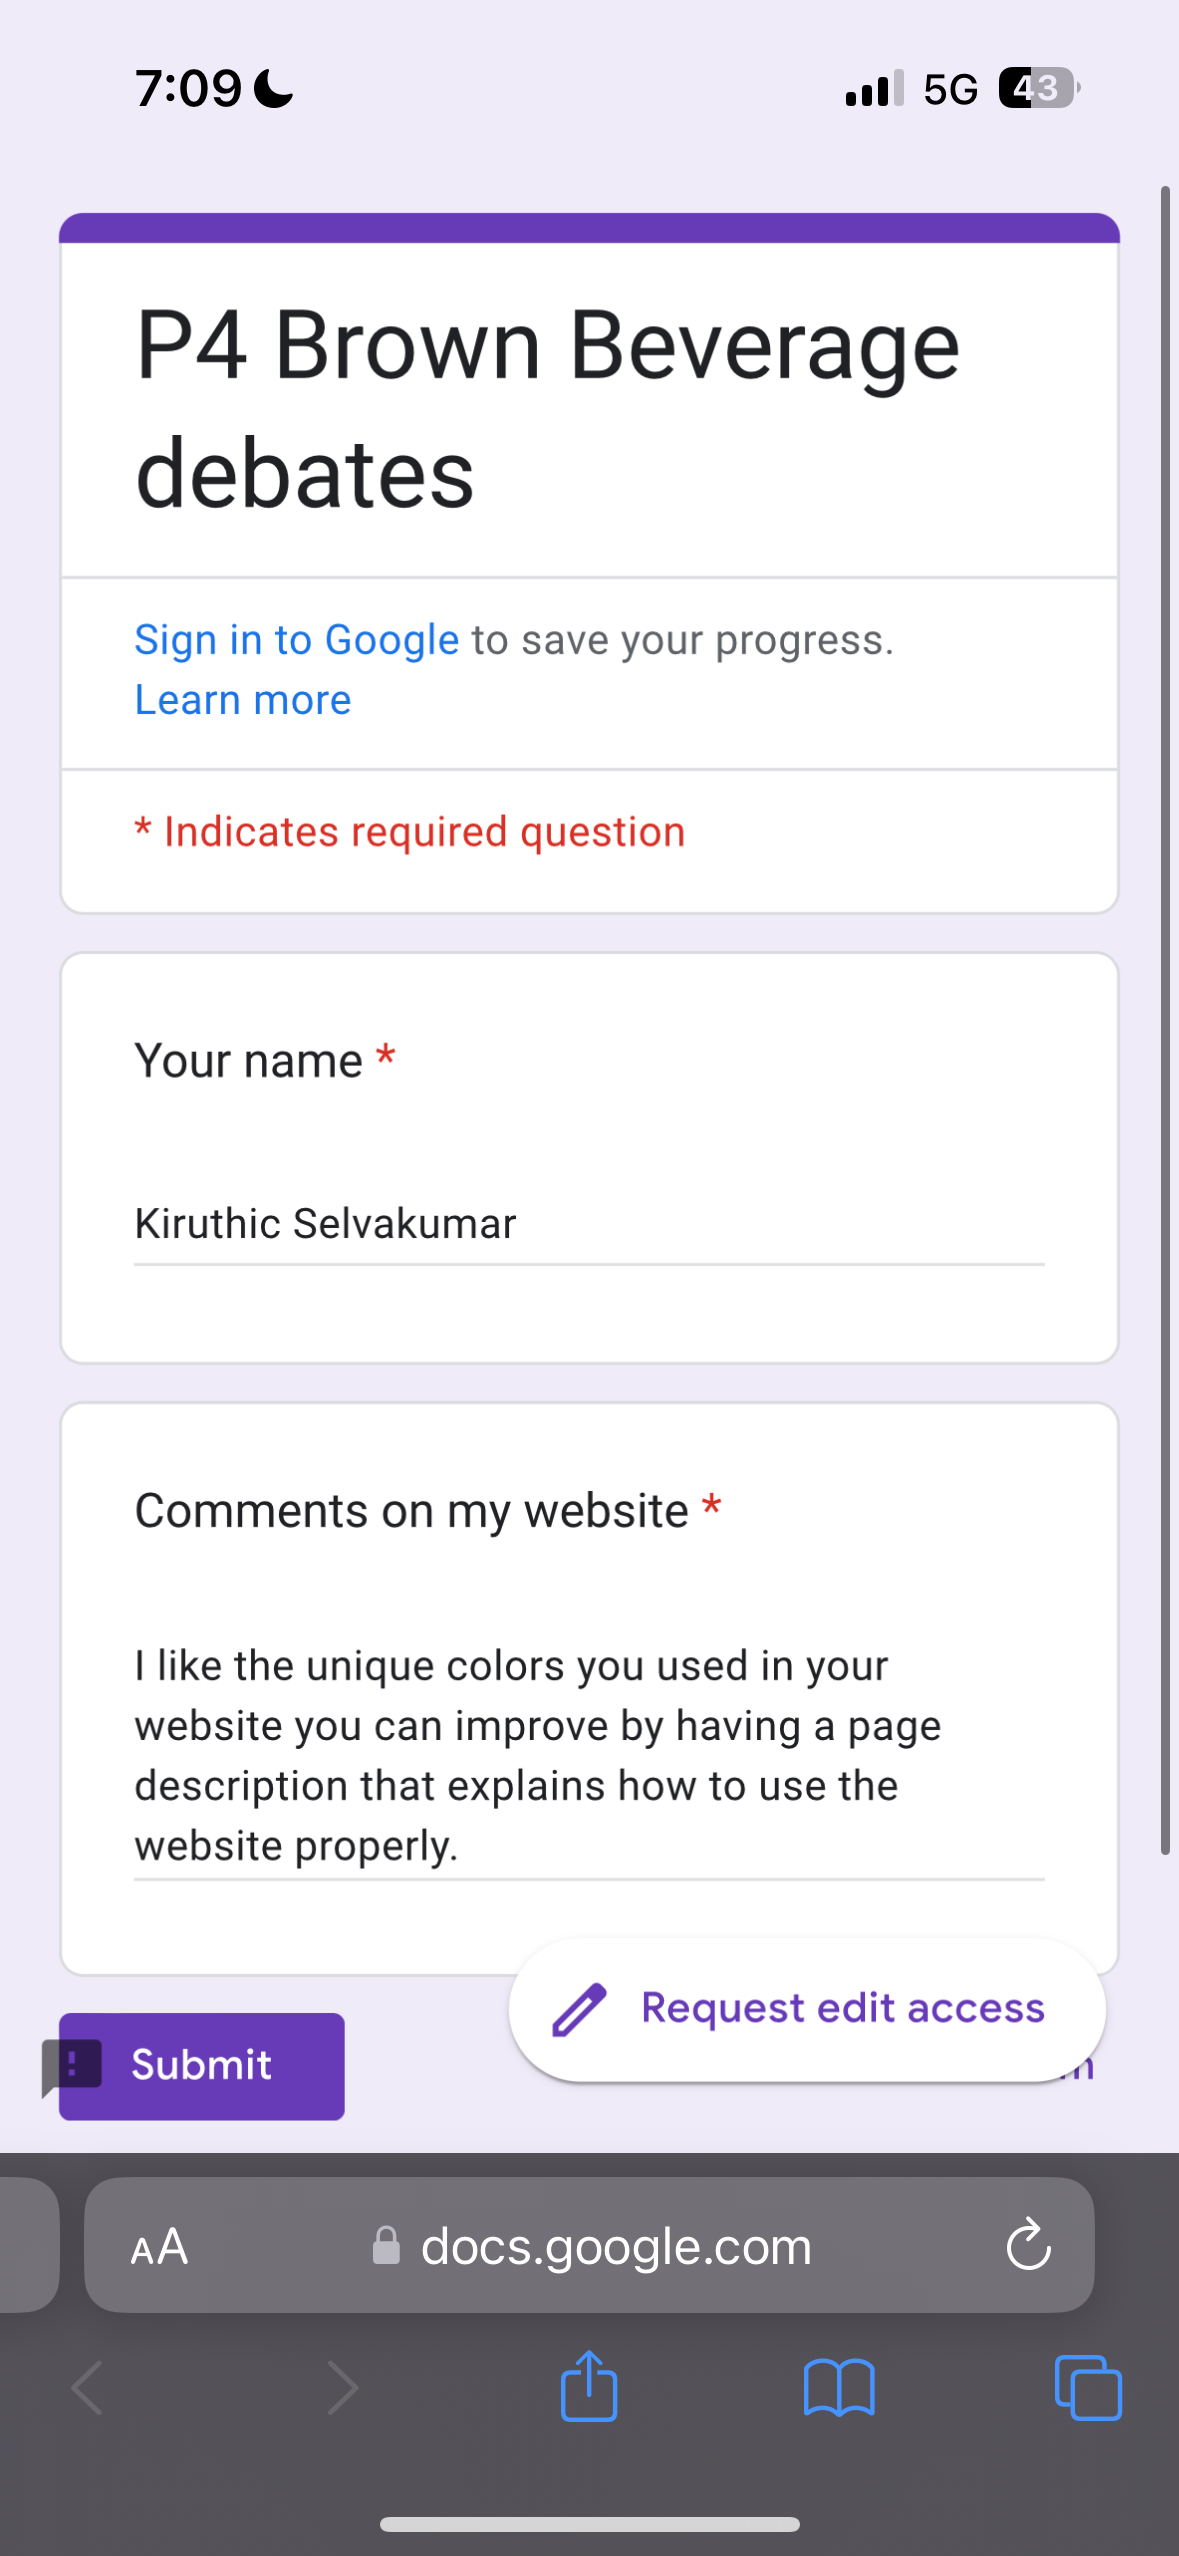 7:09 5G 43
P4 Brown Beverage
debates
Sign in to Google to save your progress.
Learn more
* Indicates required question
Your name *
Kiruthic Selvakumar
Comments on my website *
I like the unique colors you used in your
website you can improve by having a page
description that explains how to use the
website properly.
Request edit access
Submit
AA docs.google.com